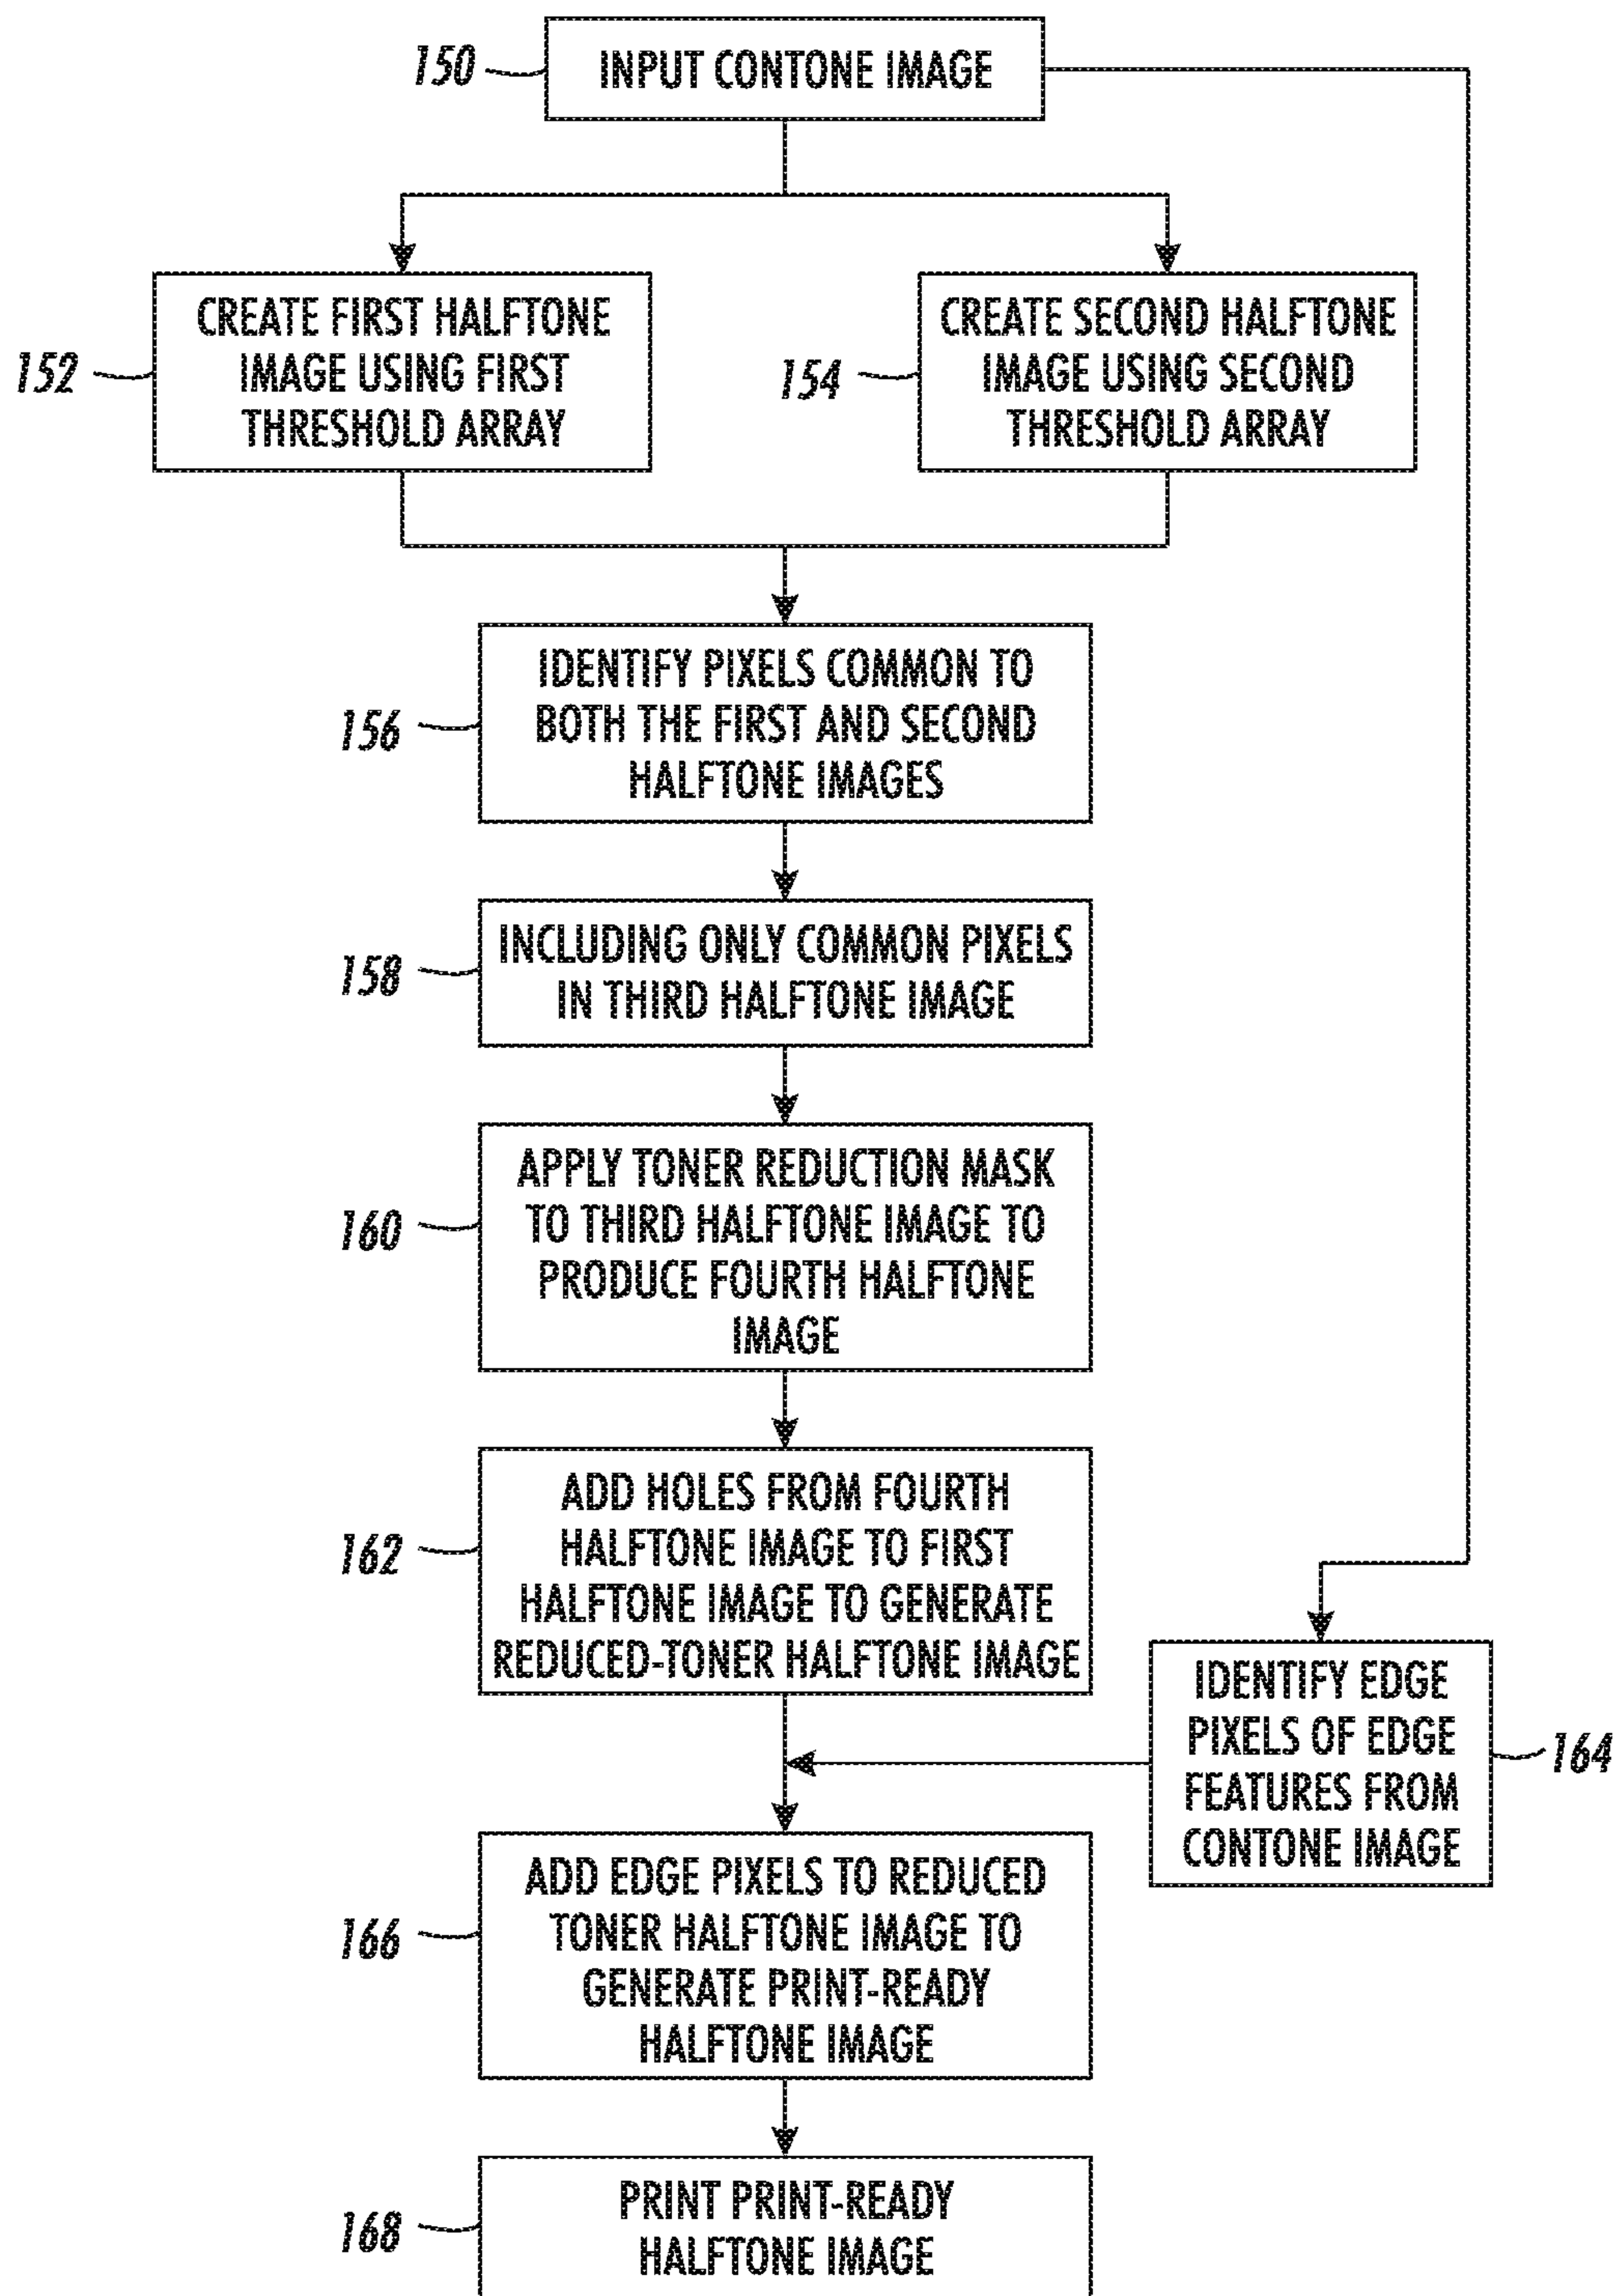 150
INPUT CONTONE IMAGE
152
CREATE FIRST HALFTONE
IMAGE USING FIRST
THRESHOLD ARRAY
154
CREATE SECOND HALFTONE
IMAGE USING SECOND
THRESHOLD ARRAY
156
IDENTIFY PIXELS COMMON TO
BOTH THE FIRST AND SECOND
HALFTONE IMAGES
158
INCLUDING ONLY COMMON PIXELS
IN THIRD HALFTONE IMAGE
160
APPLY TONER REDUCTION MASK
TO THIRD HALFTONE IMAGE TO
PRODUCE FOURTH HALFTONE
IMAGE
162
ADD HOLES FROM FOURTH
HALFTONE IMAGE TO FIRST
HALFTONE IMAGE TO GENERATE
REDUCED-TONER HALFTONE IMAGE
IDENTIFY EDGE
PIXELS OF EDGE
FEATURES FROM
CONTONE IMAGE
164
166
ADD EDGE PIXELS TO REDUCED
TONER HALFTONE IMAGE TO
GENERATE PRINT-READY
HALFTONE IMAGE
168
PRINT PRINT-READY
HALFTONE IMAGE